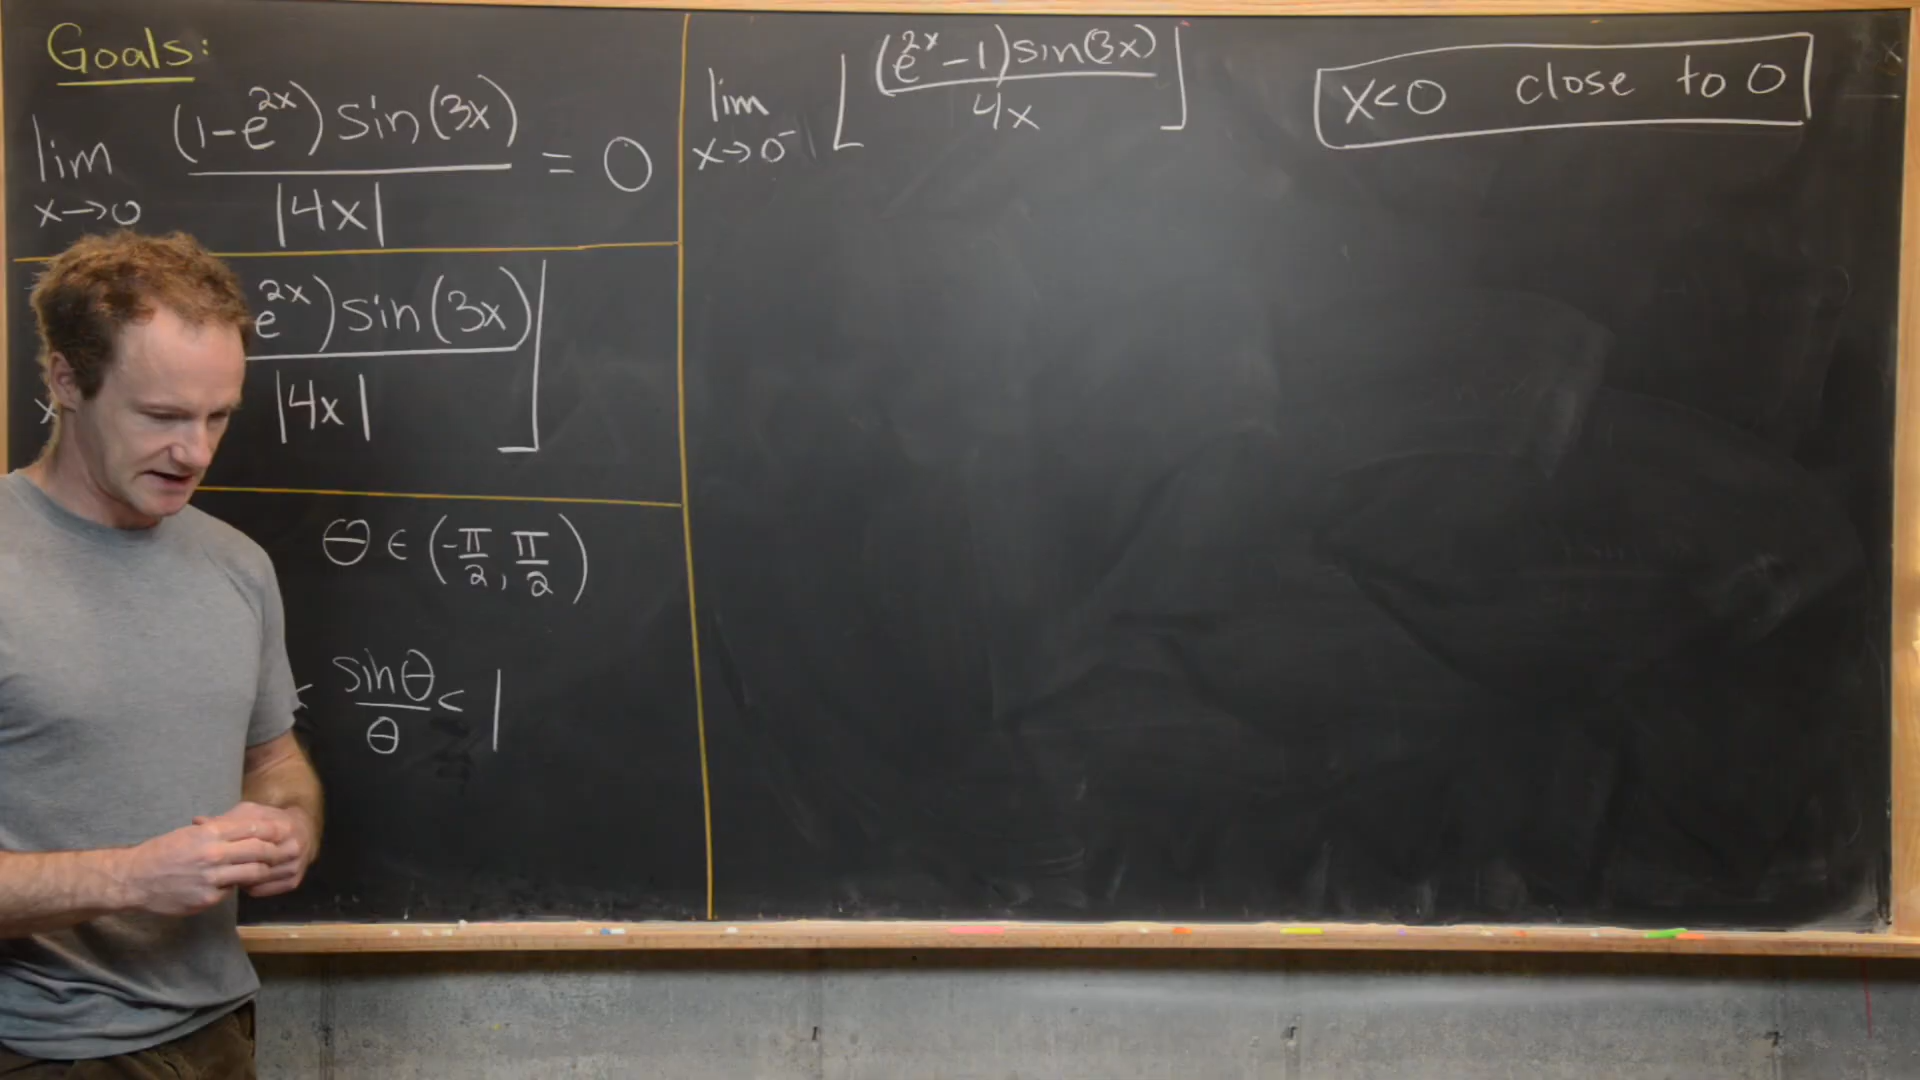 Goals:
lim x→0 (1-e^{2x}) sin(3x) / |4x| = 0
e^{2x}) sin(3x) / |4x| ⌋
x
θ ∈ (-π/2, π/2)
< sinθ/θ < 1
lim x→0⁻ ⌊ (e^{2x} -1) sin(3x) / 4x ⌋
x<0 close to 0